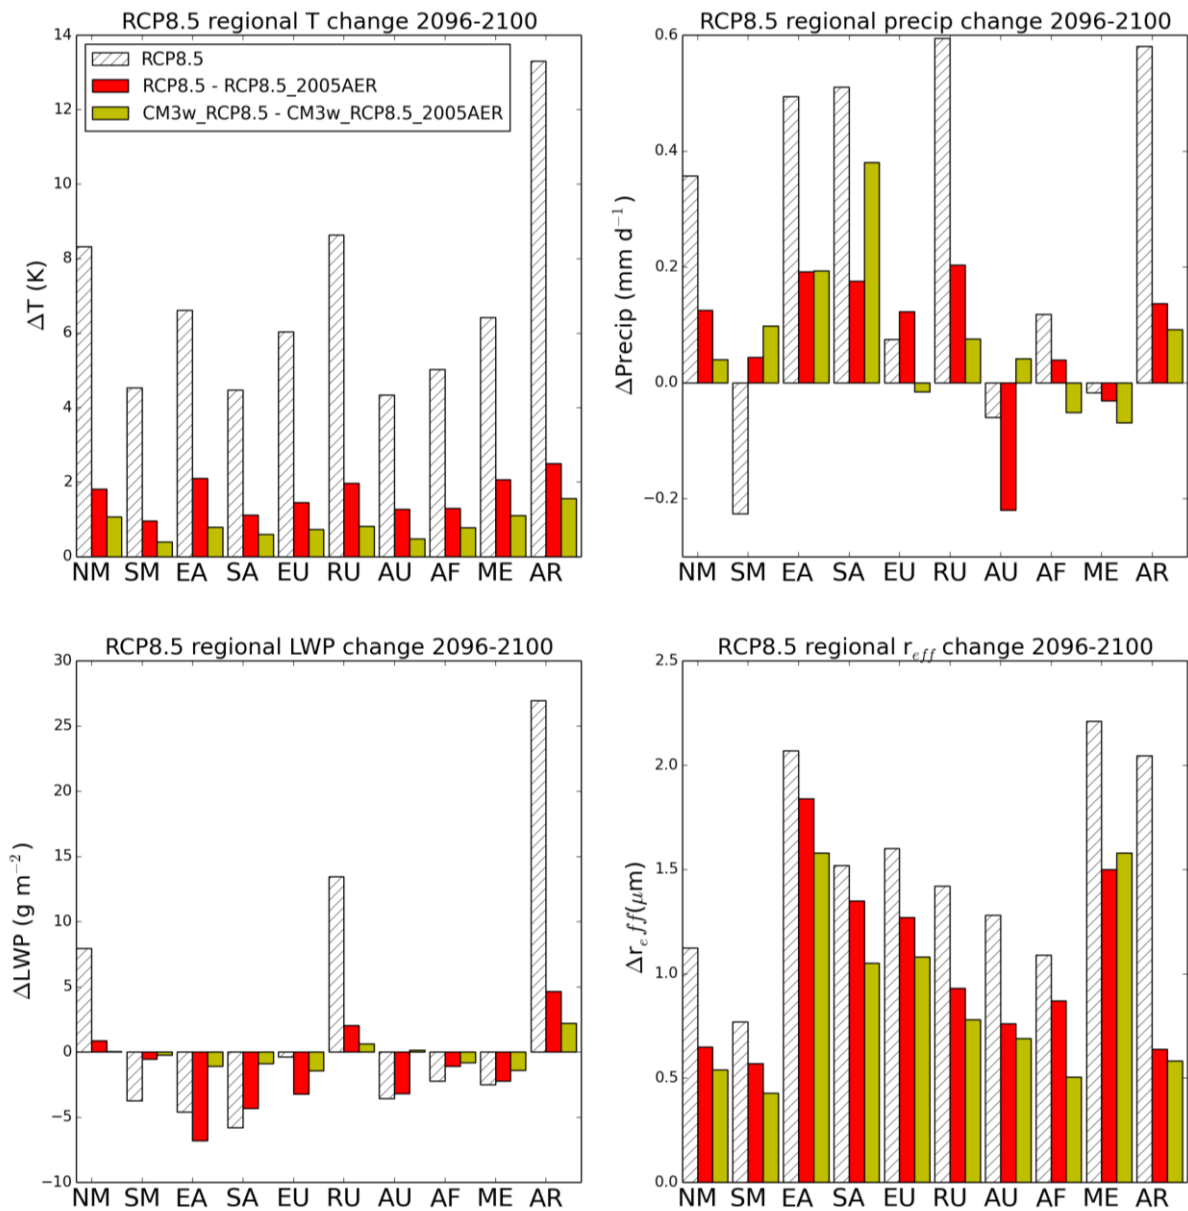 RCP8.5 regional T change 2096-2100
14
12
10
8
6
4
2
0
ΔT (K)
RCP8.5
RCP8.5 - RCP8.5_2005AER
CM3w_RCP8.5 - CM3w_RCP8.5_2005AER
NM SM EA SA EU RU AU AF ME AR
RCP8.5 regional precip change 2096-2100
0.6
0.4
0.2
0.0
−0.2
ΔPrecip (mm d⁻¹)
NM SM EA SA EU RU AU AF ME AR
RCP8.5 regional LWP change 2096-2100
30
25
20
15
10
5
0
−5
−10
ΔLWP (g m⁻²)
NM SM EA SA EU RU AU AF ME AR
RCP8.5 regional r_eff change 2096-2100
2.5
2.0
1.5
1.0
0.5
0.0
Δr_eff(μm)
NM SM EA SA EU RU AU AF ME AR